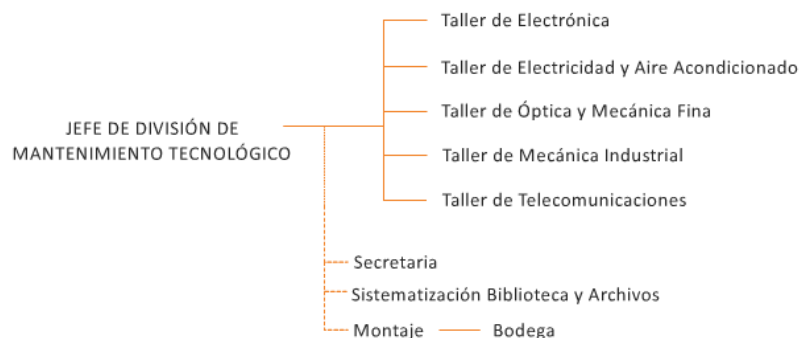 Taller de Electrónica
Taller de Electricidad y Aire Acondicionado
Taller de Óptica y Mecánica Fina
JEFE DE DIVISIÓN DE
MANTENIMIENTO TECNOLÓGICO
Taller de Mecánica Industrial
Taller de Telecomunicaciones
Secretaria
Sistematización Biblioteca y Archivos
Montaje Bodega